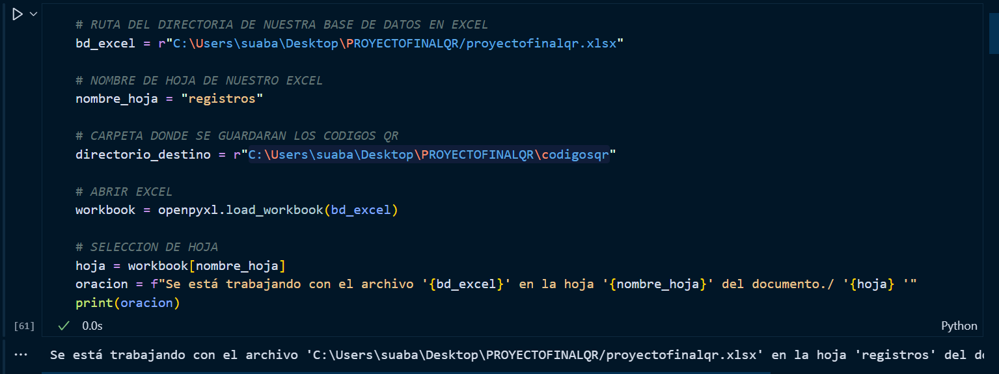 # RUTA DEL DIRECTORIA DE NUESTRA BASE DE DATOS EN EXCEL
bd_excel = r"C:\Users\suaba\Desktop\PROYECTOFINALQR/proyectofinalqr.xlsx"
# NOMBRE DE HOJA DE NUESTRO EXCEL
nombre_hoja = "registros"
# CARPETA DONDE SE GUARDARAN LOS CODIGOS QR
directorio_destino = r"C:\Users\suaba\Desktop\PROYECTOFINALQR\codigosqr"
# ABRIR EXCEL
workbook = openpyxl.load_workbook(bd_excel)
# SELECCION DE HOJA
hoja = workbook[nombre_hoja]
oracion = f"Se está trabajando con el archivo '{bd_excel}' en la hoja '{nombre_hoja}' del documento./ '{hoja} '"
print(oracion)
[61] 0.0s Python
... Se está trabajando con el archivo 'C:\Users\suaba\Desktop\PROYECTOFINALQR/proyectofinalqr.xlsx' en la hoja 'registros' del